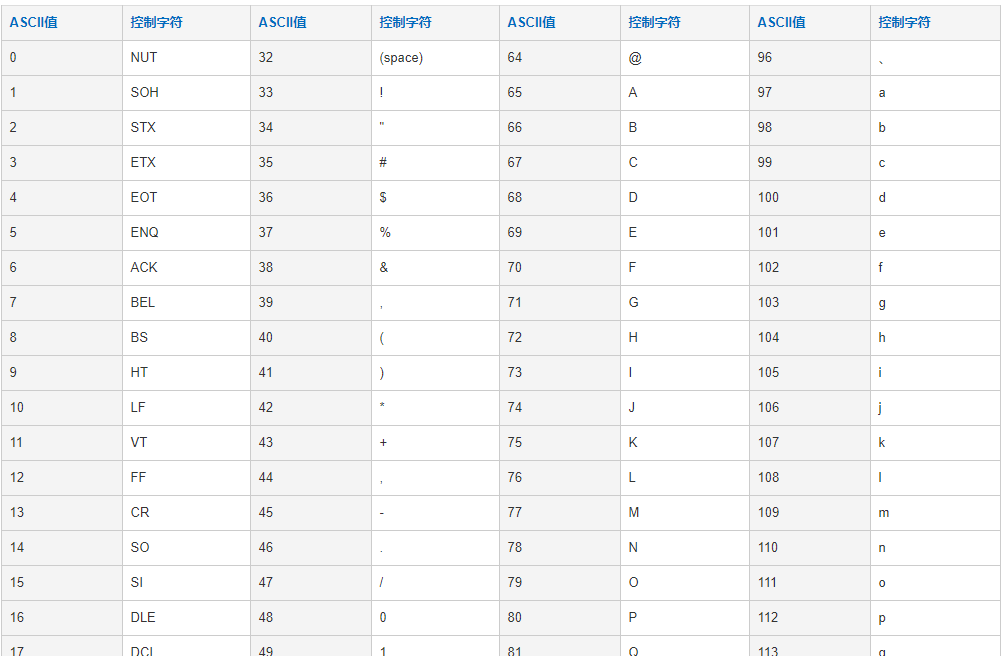 ASCII值 控制字符 ASCII值 控制字符 ASCII值 控制字符 ASCII值 控制字符
0 NUT 32 (space) 64 @ 96 、
1 SOH 33 ! 65 A 97 a
2 STX 34 " 66 B 98 b
3 ETX 35 # 67 C 99 c
4 EOT 36 $ 68 D 100 d
5 ENQ 37 % 69 E 101 e
6 ACK 38 & 70 F 102 f
7 BEL 39 , 71 G 103 g
8 BS 40 ( 72 H 104 h
9 HT 41 ) 73 I 105 i
10 LF 42 * 74 J 106 j
11 VT 43 + 75 K 107 k
12 FF 44 , 76 L 108 l
13 CR 45 - 77 M 109 m
14 SO 46 . 78 N 110 n
15 SI 47 / 79 O 111 o
16 DLE 48 0 80 P 112 p
17 DCI 49 1 81 Q 113 q